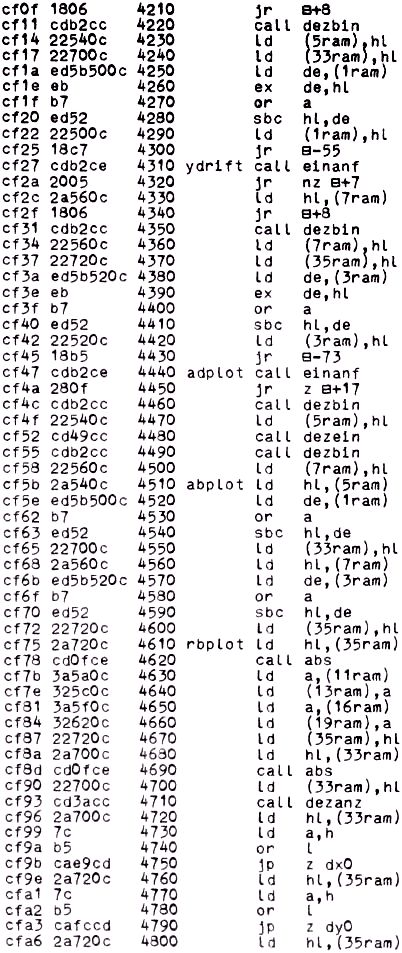 cf0f 1806 4210 jr ⊟+8
cf11 cdb2cc 4220 call dezbin
cf14 22540c 4230 ld (5ram),hl
cf17 22700c 4240 ld (33ram),hl
cf1a ed5b500c 4250 ld de,(1ram)
cf1e eb 4260 ex de,hl
cf1f b7 4270 or a
cf20 ed52 4280 sbc hl,de
cf22 22500c 4290 ld (1ram),hl
cf25 18c7 4300 jr ⊟-55
cf27 cdb2ce 4310 ydrift call einanf
cf2a 2005 4320 jr nz ⊟+7
cf2c 2a560c 4330 ld hl,(7ram)
cf2f 1806 4340 jr ⊟+8
cf31 cdb2cc 4350 call dezbin
cf34 22560c 4360 ld (7ram),hl
cf37 22720c 4370 ld (35ram),hl
cf3a ed5b520c 4380 ld de,(3ram)
cf3e eb 4390 ex de,hl
cf3f b7 4400 or a
cf40 ed52 4410 sbc hl,de
cf42 22520c 4420 ld (3ram),hl
cf45 18b5 4430 jr ⊟-73
cf47 cdb2ce 4440 adplot call einanf
cf4a 280f 4450 jr z ⊟+17
cf4c cdb2cc 4460 call dezbin
cf4f 22540c 4470 ld (5ram),hl
cf52 cd49cc 4480 call dezein
cf55 cdb2cc 4490 call dezbin
cf58 22560c 4500 ld (7ram),hl
cf5b 2a540c 4510 abplot ld hl,(5ram)
cf5e ed5b500c 4520 ld de,(1ram)
cf62 b7 4530 or a
cf63 ed52 4540 sbc hl,de
cf65 22700c 4550 ld (33ram),hl
cf68 2a560c 4560 ld hl,(7ram)
cf6b ed5b520c 4570 ld de,(3ram)
cf6f b7 4580 or a
cf70 ed52 4590 sbc hl,de
cf72 22720c 4600 ld (35ram),hl
cf75 2a720c 4610 rbplot ld hl,(35ram)
cf78 cd0fce 4620 call abs
cf7b 3a5a0c 4630 ld a,(11ram)
cf7e 325c0c 4640 ld (13ram),a
cf81 3a5f0c 4650 ld a,(16ram)
cf84 32620c 4660 ld (19ram),a
cf87 22720c 4670 ld (35ram),hl
cf8a 2a700c 4680 ld hl,(33ram)
cf8d cd0fce 4690 call abs
cf90 22700c 4700 ld (33ram),hl
cf93 cd3acc 4710 call dezanz
cf96 2a700c 4720 ld hl,(33ram)
cf99 7c 4730 ld a,h
cf9a b5 4740 or l
cf9b cae9cd 4750 jp z dx0
cf9e 2a720c 4760 ld hl,(35ram)
cfa1 7c 4770 ld a,h
cfa2 b5 4780 or l
cfa3 cafccd 4790 jp z dy0
cfa6 2a720c 4800 ld hl,(35ram)